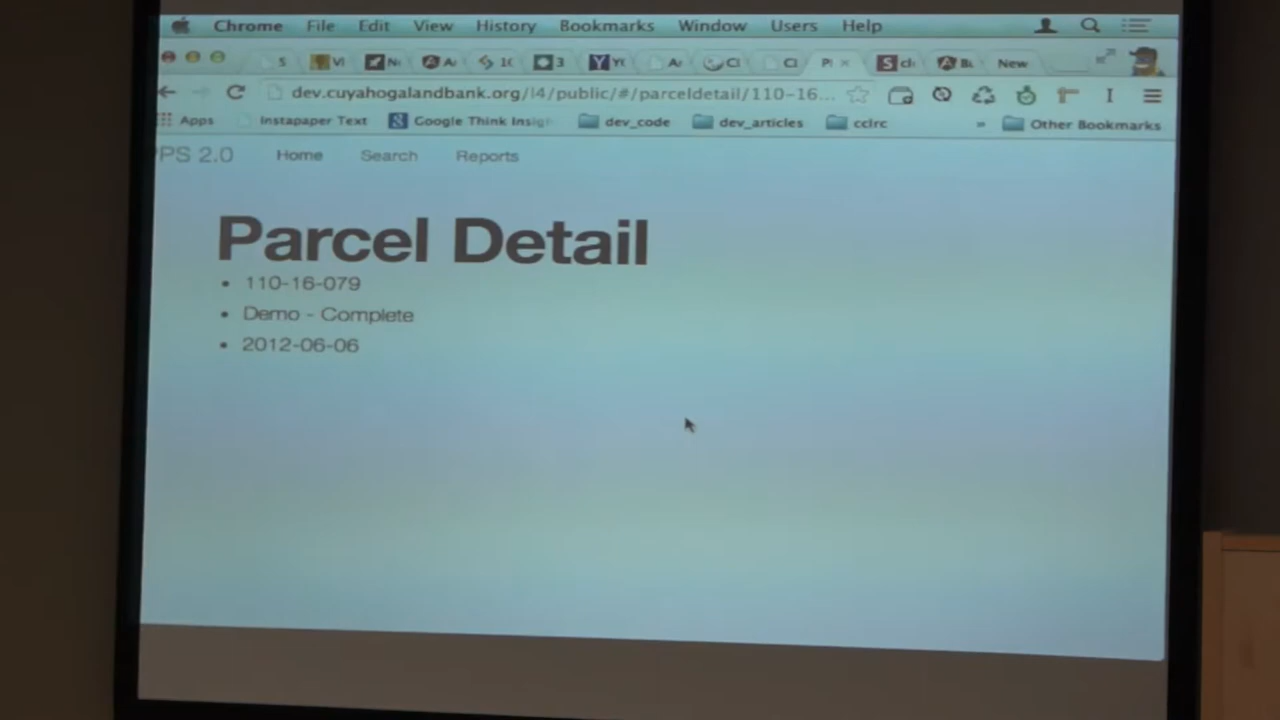 Chrome File Edit View History Bookmarks Window Users Help
New
dev.cuyahogalandbank.org/l4/public/#/parceldetail/110-16...
Apps Instapaper Text Google Think Insigh dev_code dev_articles cclrc » Other Bookmarks
PPS 2.0 Home Search Reports
Parcel Detail
• 110-16-079
• Demo - Complete
• 2012-06-06